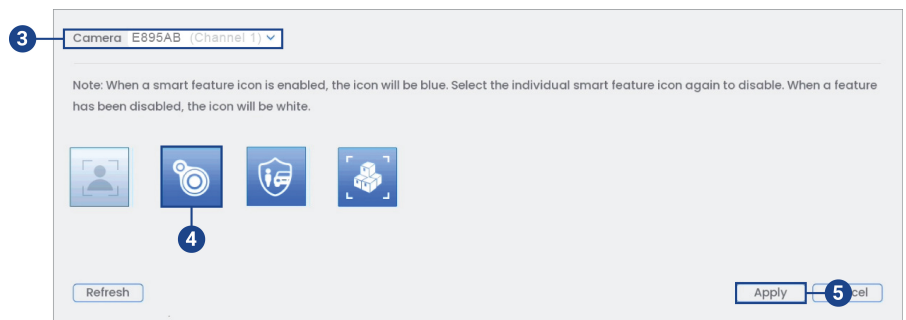 3
Camera E895AB (Channel 1)
Note: When a smart feature icon is enabled, the icon will be blue. Select the individual smart feature icon again to disable. When a feature
has been disabled, the icon will be white.
4
Refresh
Apply
5
cel